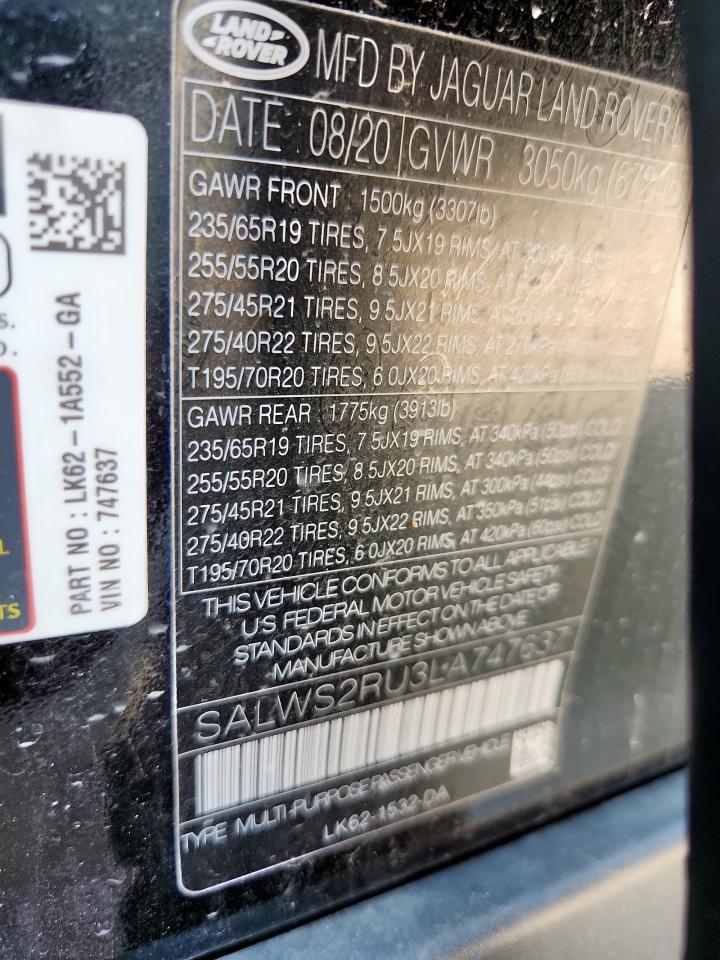 LAND ROVER
MFD BY JAGUAR LAND ROVER
DATE 08/20 GVWR 3050kg
GAWR FRONT 1500kg (3307lb)
235/65R19 TIRES, 7.5JX19 RIMS, AT
255/55R20 TIRES, 8.5JX20 RIMS, AT
275/45R21 TIRES, 9.5JX21 RIMS, AT
275/40R22 TIRES, 9.5JX22 RIMS, AT
T195/70R20 TIRES, 6.0JX20 RIMS, AT 420kPa
GAWR REAR 1775kg (3913lb)
235/65R19 TIRES, 7.5JX19 RIMS, AT 340kPa (50psi) COLD
255/55R20 TIRES, 8.5JX20 RIMS, AT 340kPa (50psi) COLD
275/45R21 TIRES, 9.5JX21 RIMS, AT 300kPa (44psi) COLD
275/40R22 TIRES, 9.5JX22 RIMS, AT 350kPa (51psi) COLD
T195/70R20 TIRES, 6.0JX20 RIMS, AT 420kPa (60psi) COLD
THIS VEHICLE CONFORMS TO ALL APPLICABLE
U.S. FEDERAL MOTOR VEHICLE SAFETY
STANDARDS IN EFFECT ON THE DATE OF
MANUFACTURE SHOWN ABOVE
SALWS2RU3LA747637
TYPE MULTI-PURPOSE PASSENGER VEHICLE
LK62-1532-DA
PART NO : LK62-1A552-GA
VIN NO : 747637